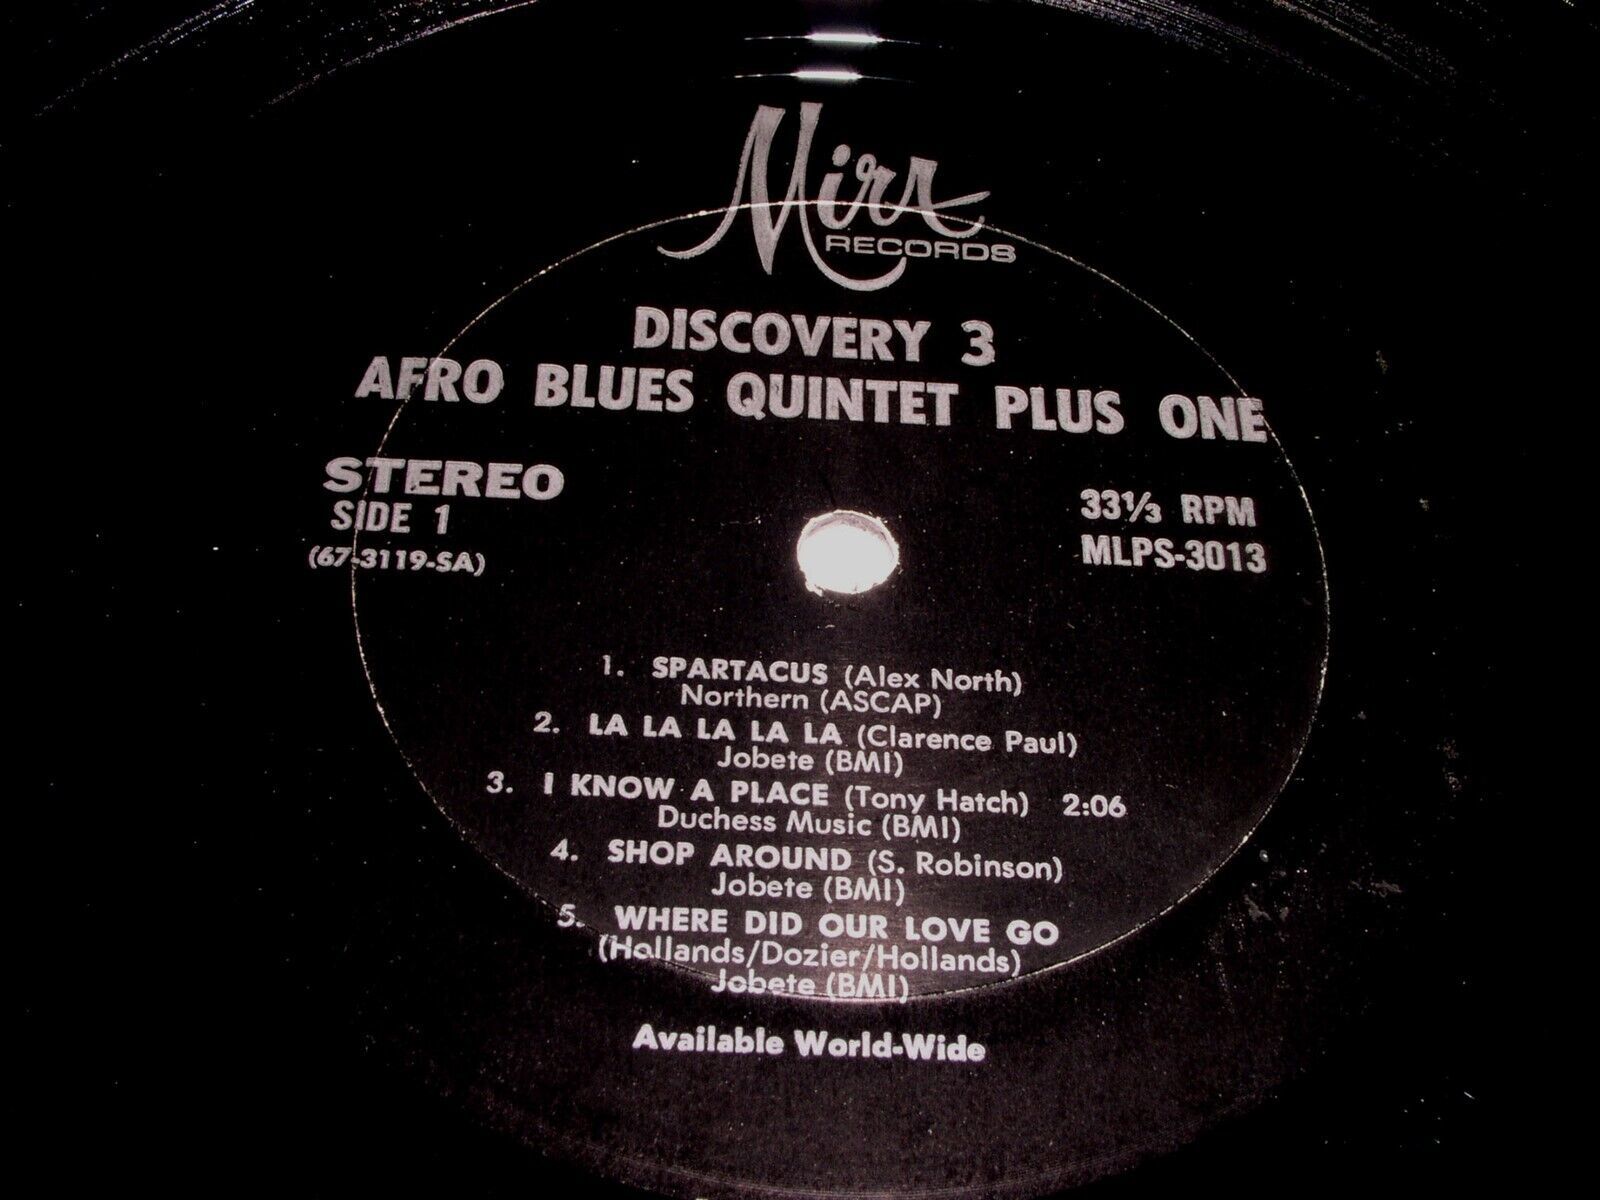 Mira
RECORDS
DISCOVERY 3
AFRO BLUES QUINTET PLUS ONE
STEREO
SIDE 1
(67-3119-SA)
33⅓ RPM
MLPS-3013
1. SPARTACUS (Alex North)
Northern (ASCAP)
2. LA LA LA LA LA (Clarence Paul)
Jobete (BMI)
3. I KNOW A PLACE (Tony Hatch) 2:06
Duchess Music (BMI)
4. SHOP AROUND (S. Robinson)
Jobete (BMI)
5. WHERE DID OUR LOVE GO
(Hollands/Dozier/Hollands)
Jobete (BMI)
Available World-Wide